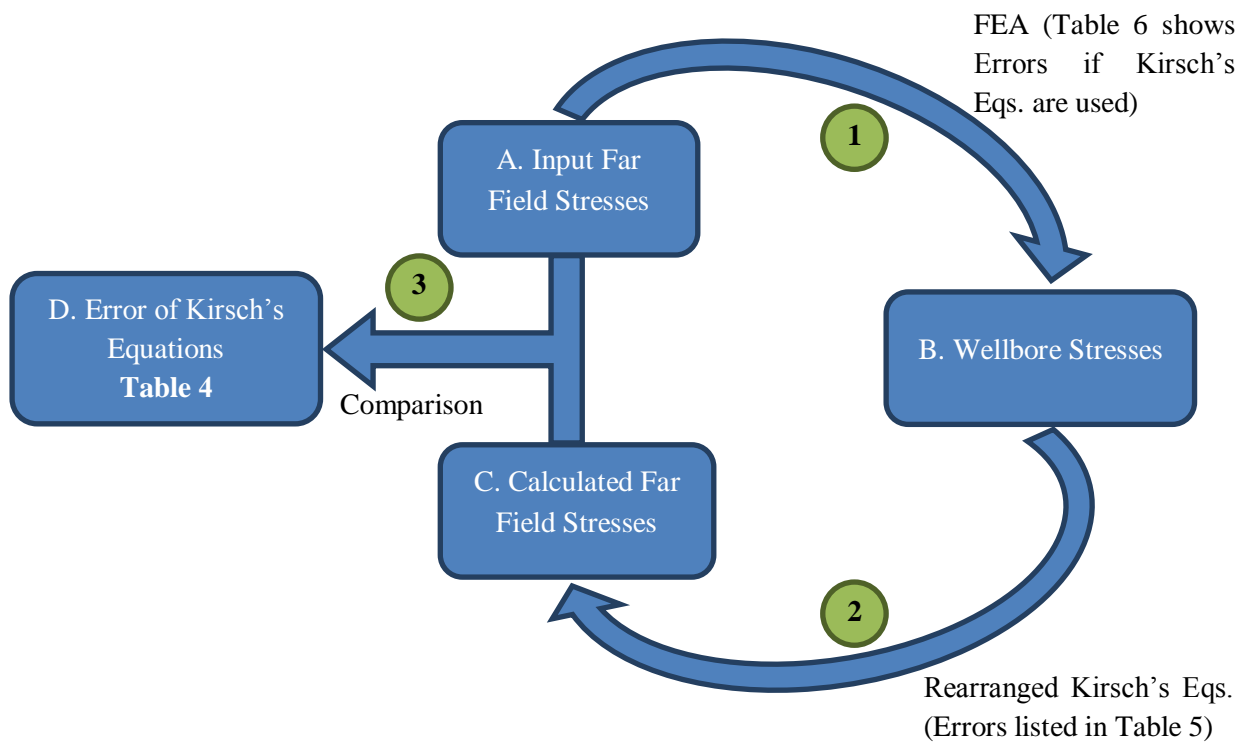 FEA (Table 6 shows
Errors if Kirsch's
Eqs. are used)
1
A. Input Far
Field Stresses
3
D. Error of Kirsch's
Equations
Table 4
Comparison
B. Wellbore Stresses
C. Calculated Far
Field Stresses
2
Rearranged Kirsch's Eqs.
(Errors listed in Table 5)